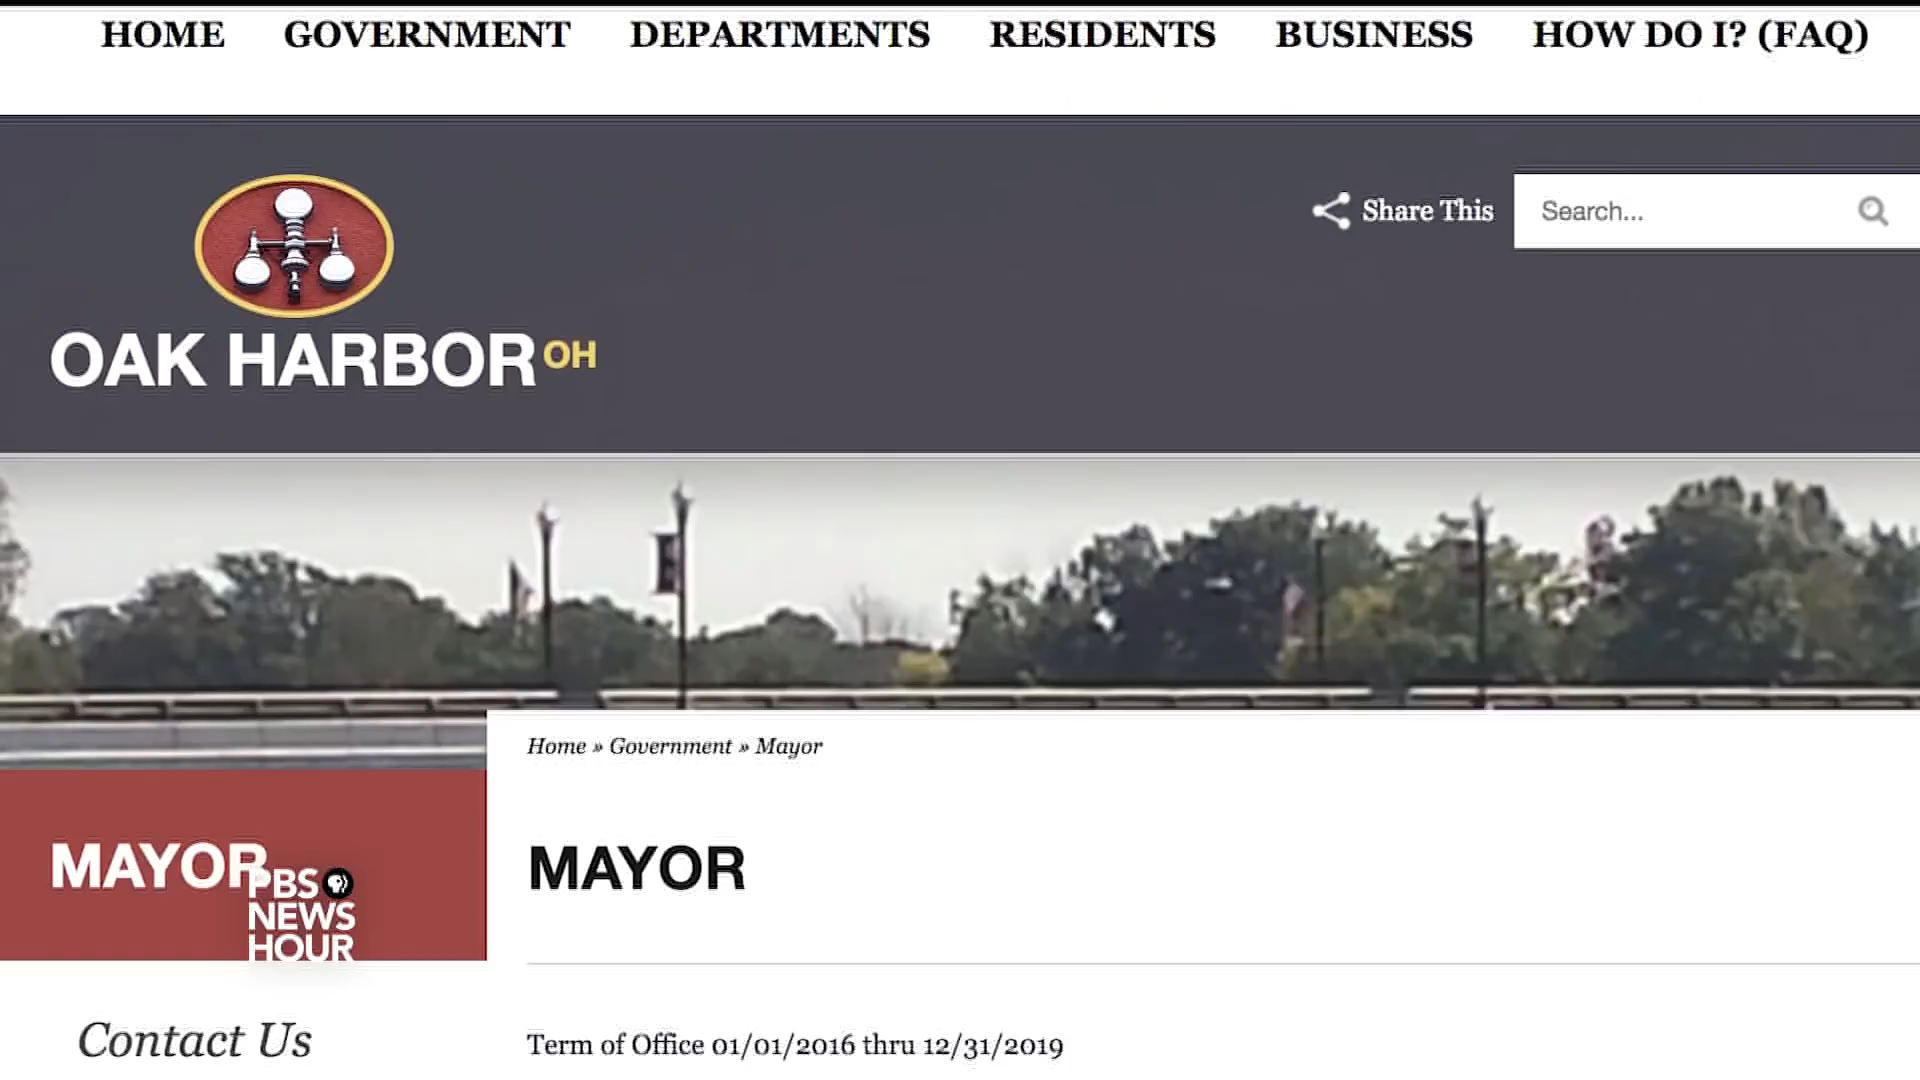 HOME GOVERNMENT DEPARTMENTS RESIDENTS BUSINESS HOW DO I? (FAQ)
Share This Search...
OAK HARBOR OH
Home » Government » Mayor
MAYOR
MAYOR
PBS
NEWS
HOUR
Contact Us
Term of Office 01/01/2016 thru 12/31/2019